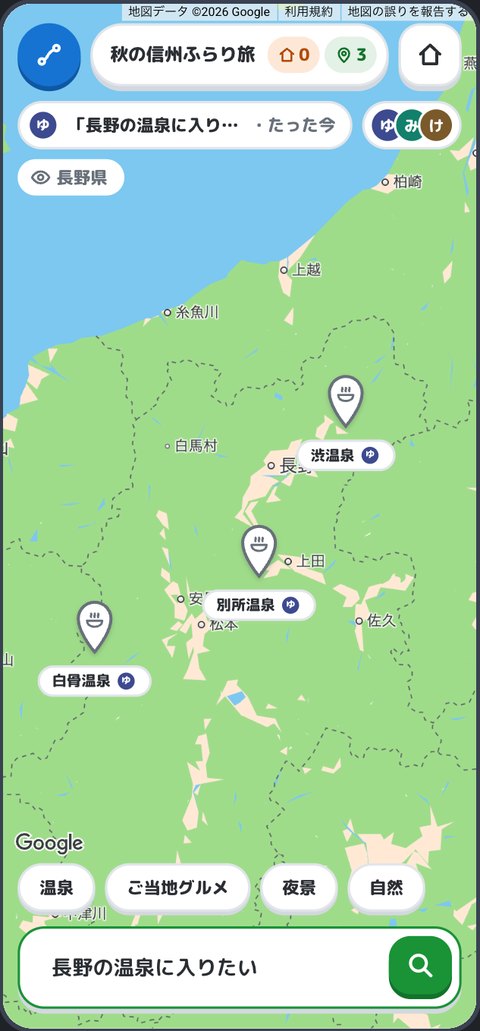 地図データ ©2026 Google 利用規約 地図の誤りを報告する
秋の信州ふらり旅 0 3
ゆ 「長野の温泉に入り… ・たった今 ゆ み け
長野県
柏崎
上越
糸魚川
白馬村
渋温泉 ゆ
長野
上田
別所温泉 ゆ
松本
佐久
白骨温泉 ゆ
山
Google
温泉 ご当地グルメ 夜景 自然
長野の温泉に入りたい